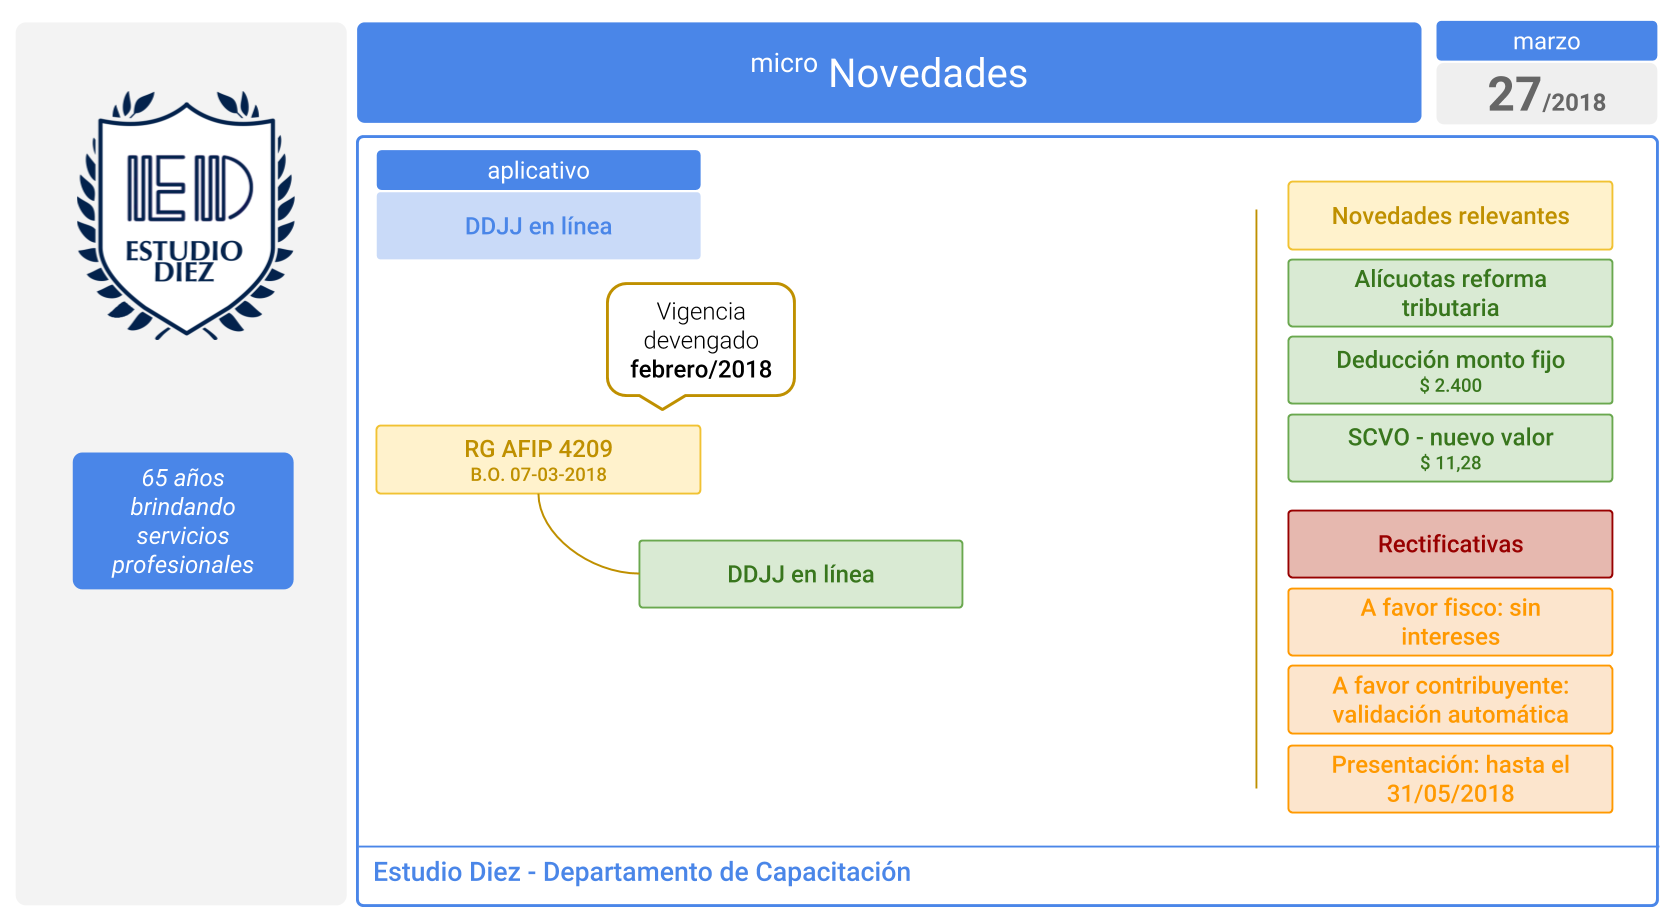 IEID
ESTUDIO
DIEZ
65 años
brindando
servicios
profesionales
micro Novedades
marzo
27/2018
aplicativo
DDJJ en línea
Vigencia
devengado
febrero/2018
RG AFIP 4209
B.O. 07-03-2018
DDJJ en línea
Novedades relevantes
Alícuotas reforma
tributaria
Deducción monto fijo
$ 2.400
SCVO - nuevo valor
$ 11,28
Rectificativas
A favor fisco: sin
intereses
A favor contribuyente:
validación automática
Presentación: hasta el
31/05/2018
Estudio Diez - Departamento de Capacitación